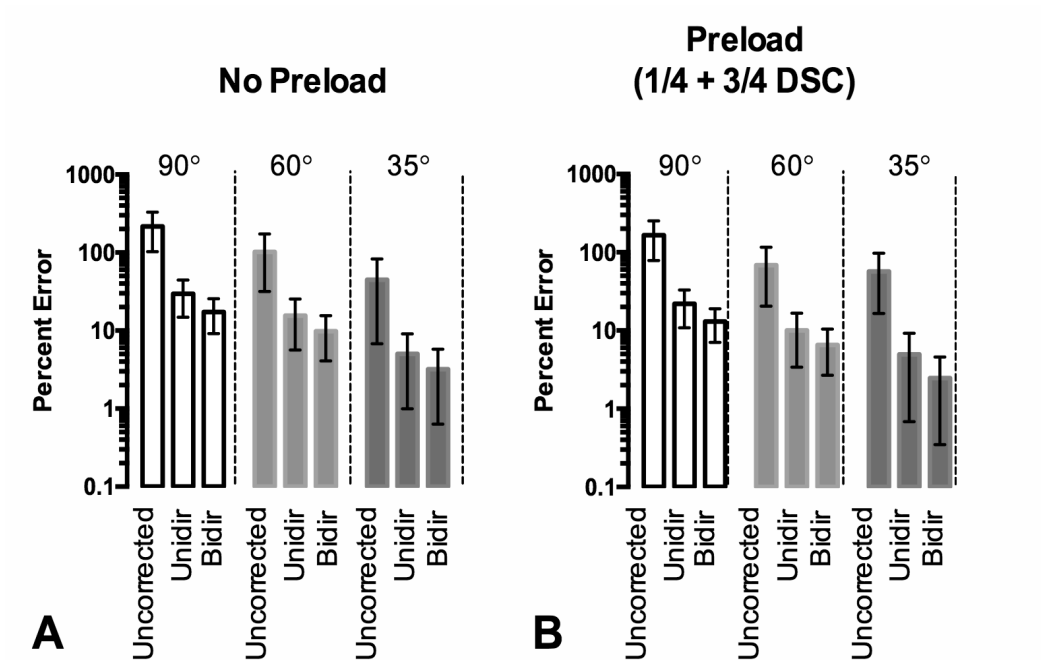 No Preload
90°
60°
35°
1000
100
10
1
0.1
Percent Error
Uncorrected
Unidir
Bidir
Uncorrected
Unidir
Bidir
Uncorrected
Unidir
Bidir
A
Preload
(1/4 + 3/4 DSC)
90°
60°
35°
1000
100
10
1
0.1
Percent Error
Uncorrected
Unidir
Bidir
Uncorrected
Unidir
Bidir
Uncorrected
Unidir
Bidir
B